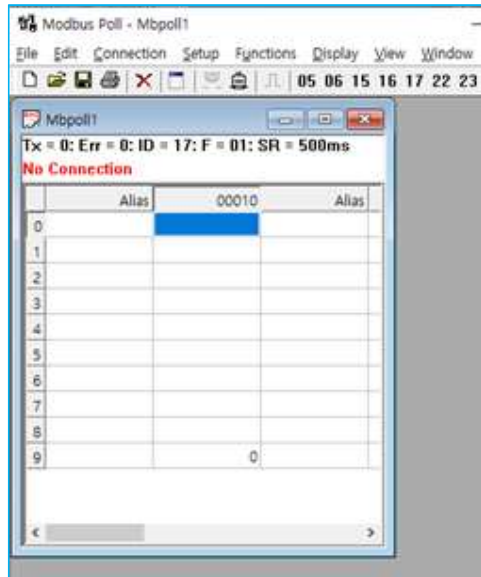 Modbus Poll - Mbpoll1
File Edit Connection Setup Functions Display View Window
05 06 15 16 17 22 23
Mbpoll1
Tx = 0: Err = 0: ID = 17: F = 01: SR = 500ms
No Connection
Alias 00010 Alias
0
1
2
3
4
5
6
7
8
9 0